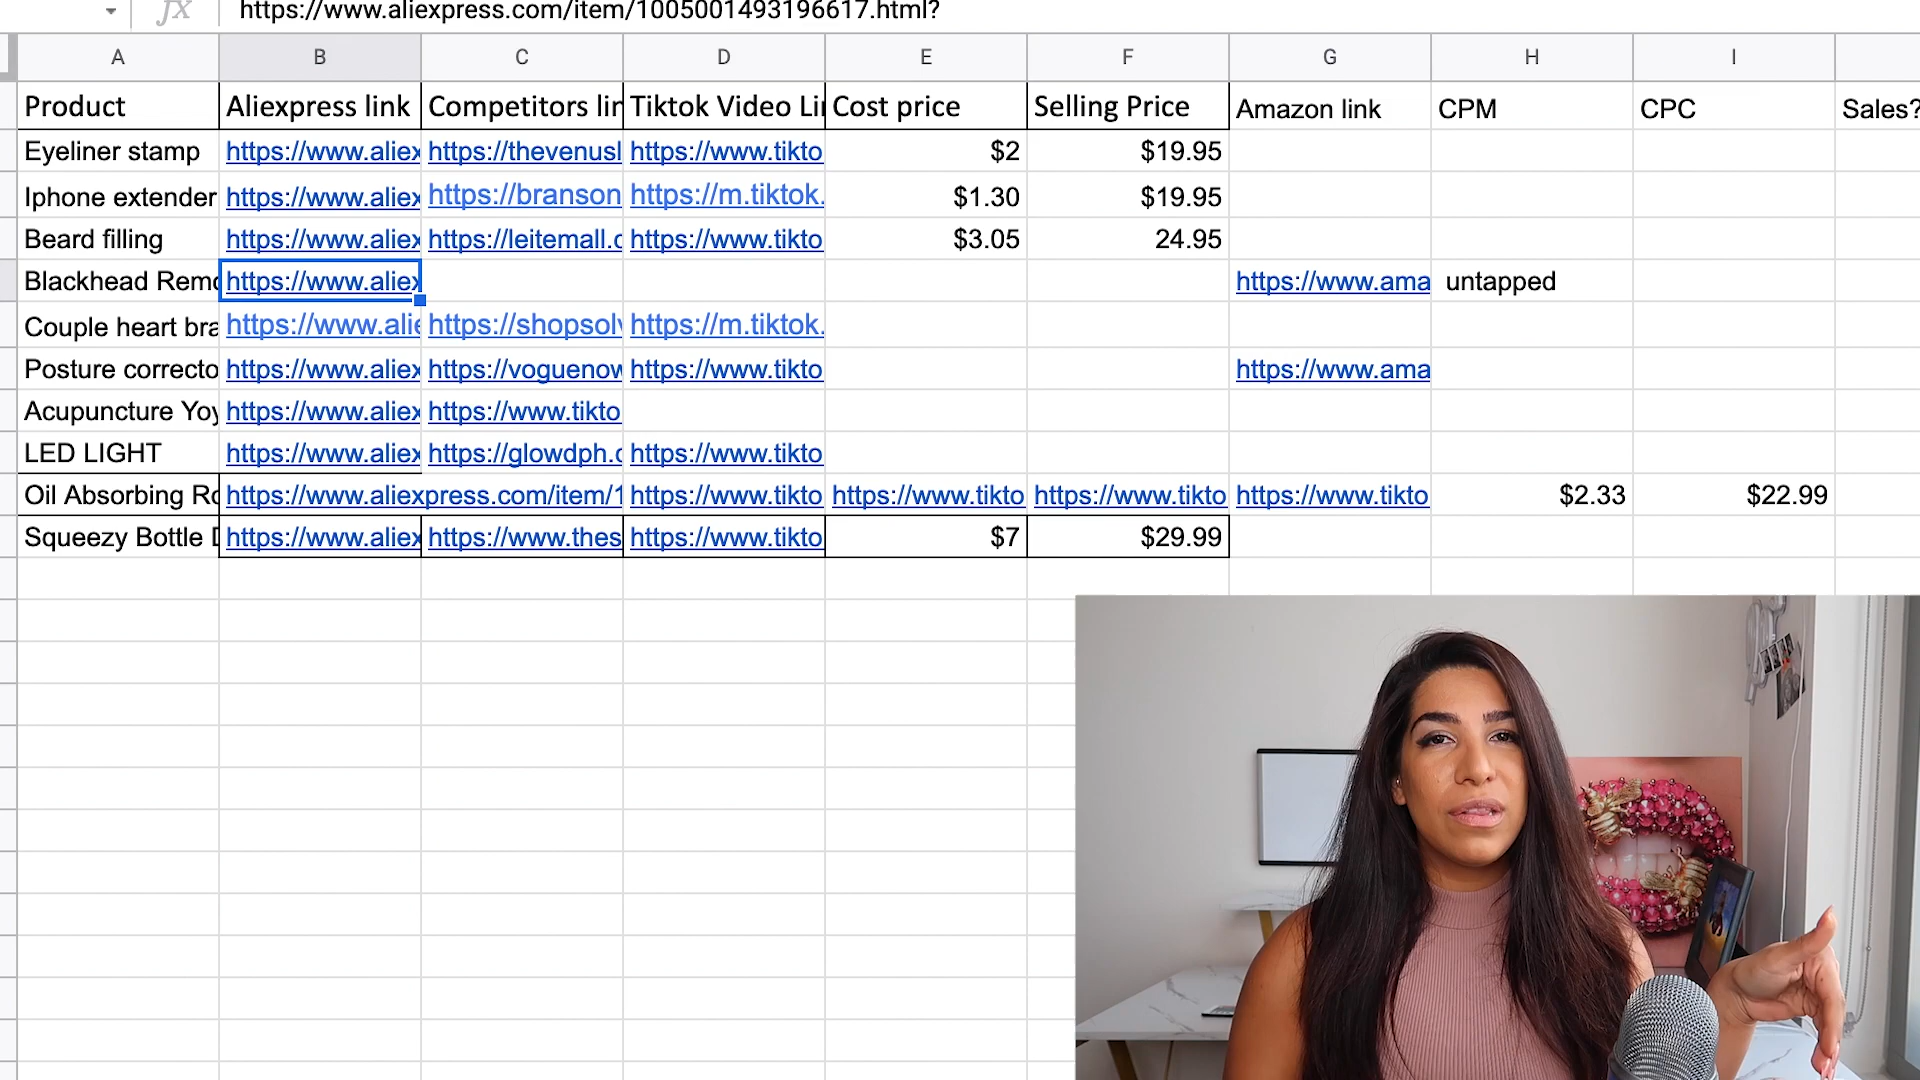 fx https://www.aliexpress.com/item/1005001493196617.html?
A B C D E F G H I
Product Aliexpress link Competitors lin Tiktok Video Li Cost price Selling Price Amazon link CPM CPC Sales?
Eyeliner stamp https://www.aliex https://thevenusl https://www.tikto $2 $19.95
Iphone extender https://www.aliex https://branson https://m.tiktok. $1.30 $19.95
Beard filling https://www.aliex https://leitemall.c https://www.tikto $3.05 24.95
Blackhead Remo https://www.aliex https://www.ama untapped
Couple heart bra https://www.alie https://shopsolv https://m.tiktok.
Posture correcto https://www.aliex https://voguenow https://www.tikto https://www.ama
Acupuncture Yoy https://www.aliex https://www.tikto
LED LIGHT https://www.aliex https://glowdph.c https://www.tikto
Oil Absorbing Ro https://www.aliexpress.com/item/1 https://www.tikto https://www.tikto https://www.tikto https://www.tikto $2.33 $22.99
Squeezy Bottle D https://www.aliex https://www.thes https://www.tikto $7 $29.99